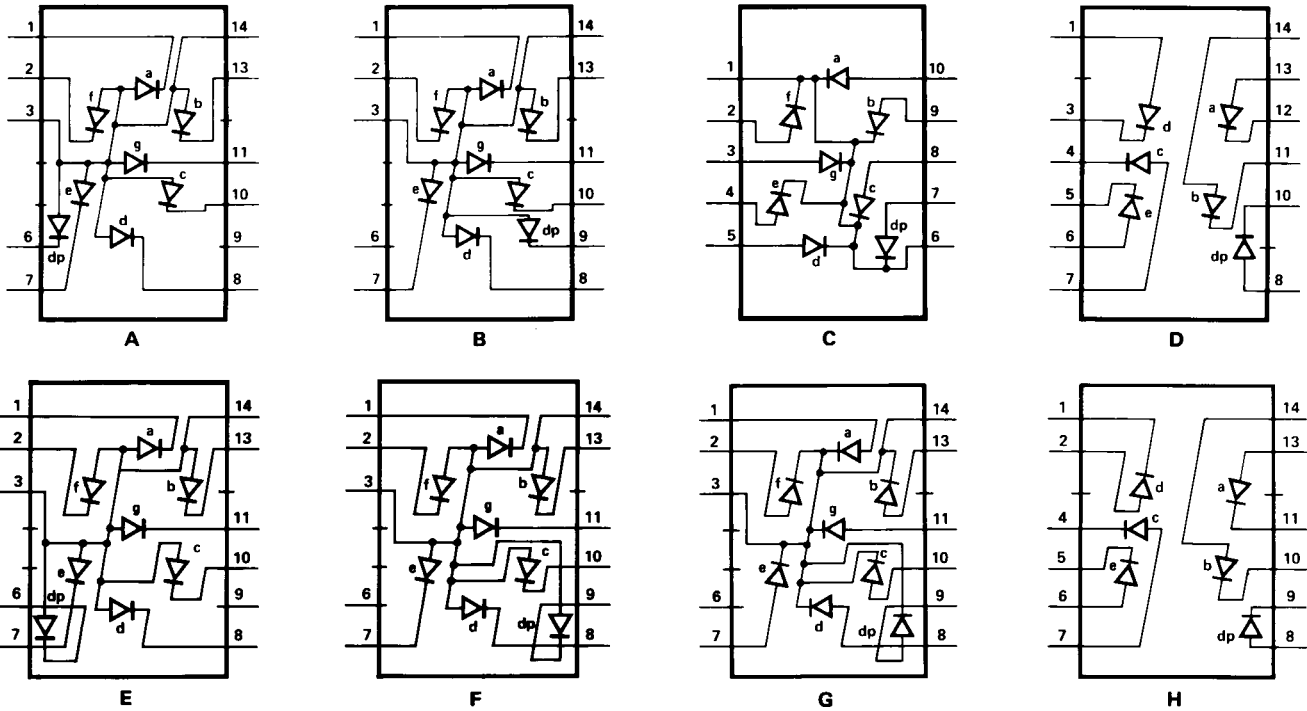 1 14
2 a 13
f b
3
g 11
e c
10
d
6 9
dp
7 8
A
1 14
2 a 13
f b
3
g 11
e c
10
dp
6 d 9
7 8
B
a
1 10
f b
2 9
3 8
g
e c
4 7
dp
5 d 6
C
1 14
13
a
3 d 12
4 c 11
5 e b 10
6 dp
7 8
D
1 14
a
2 13
f b
3
g 11
c
e 10
dp
6 d 9
7 8
E
1 14
a
2 13
f b
3
g 11
c
e 10
6 9
d dp
7 8
F
1 14
a
2 13
f b
3
g 11
c
e 10
6 9
d dp
7 8
G
1 14
2 13
d a
4 c 11
5 e b 10
6 9
dp
7 8
H